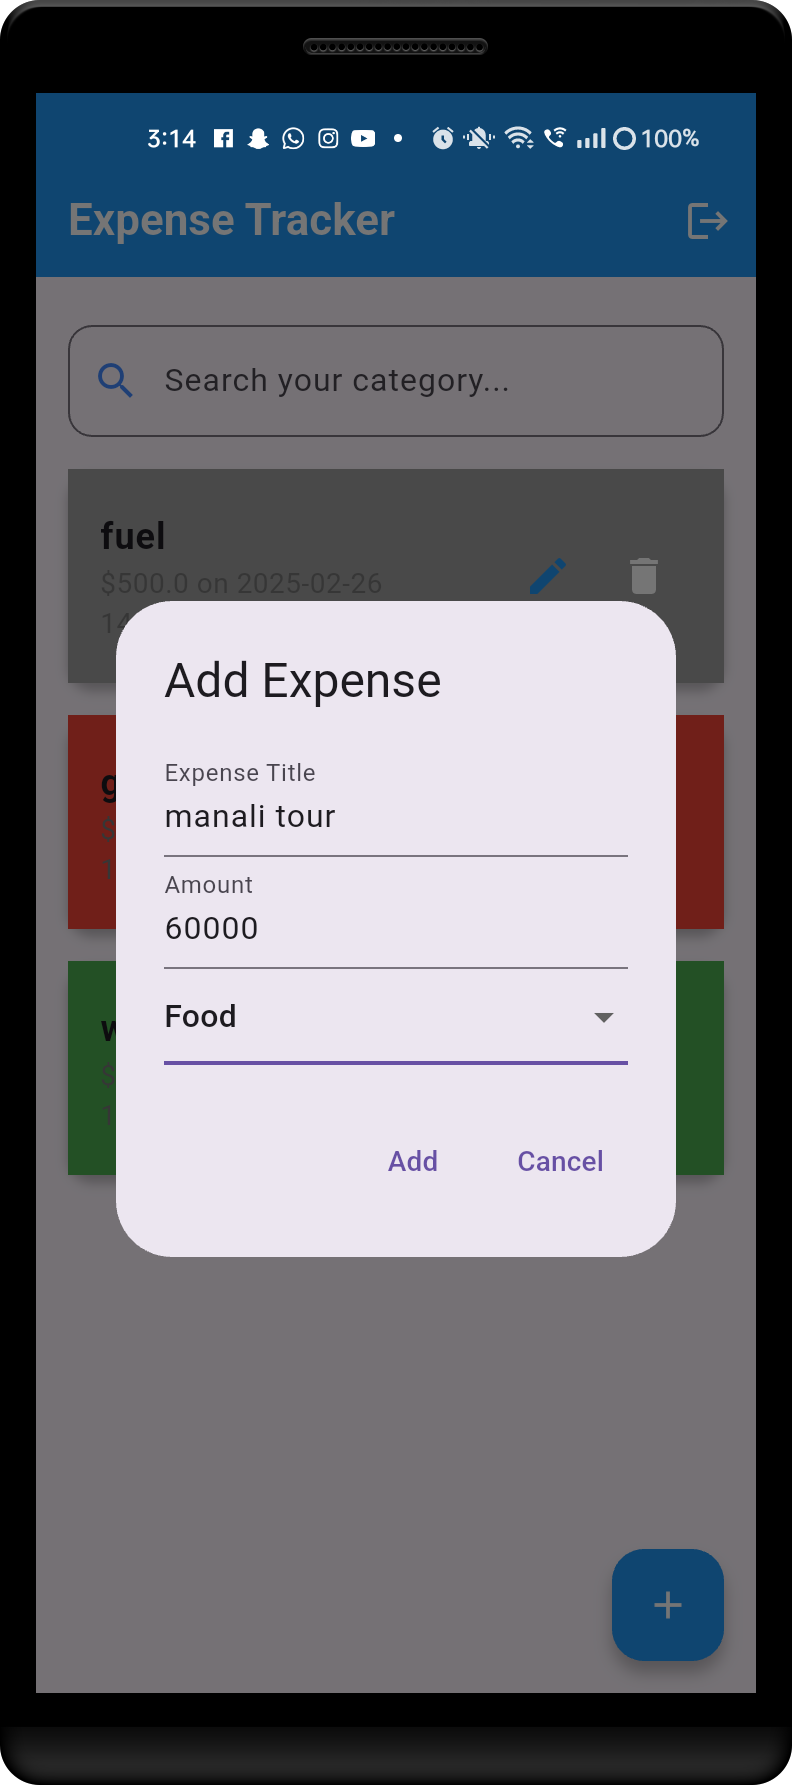 3:14 100%
Expense Tracker
Search your category...
fuel
$500.0 on 2025-02-26
14
Add Expense
Expense Title
manali tour
g
$
1
Amount
60000
Food
$
1
Add Cancel